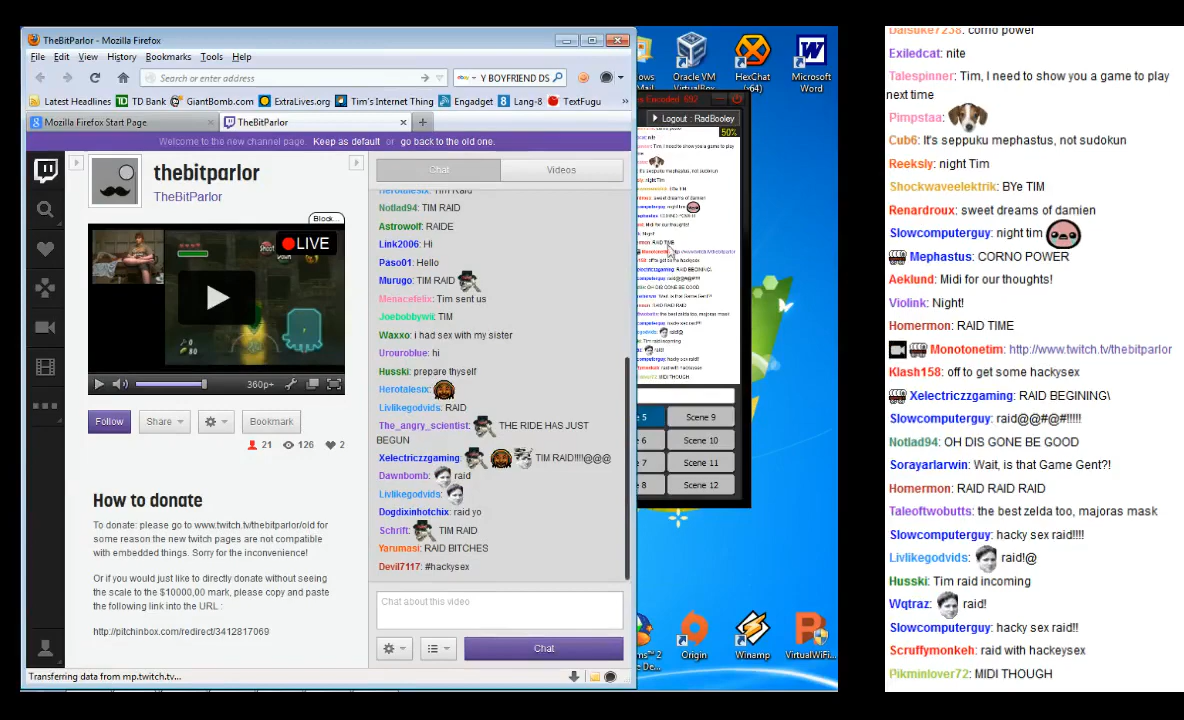 TheBitParlor - Mozilla Firefox
File Edit View History Bookmarks Tools Help
Search or enter address
Y BOYFRIEND DS
Latest Headlines TD Bank GiantBomb.com ExtraLives.org Tim's Internet Thing Engadget Lang-8 TextFugu
Mozilla Firefox Start Page
TheBitParlor
Welcome to the new channel page. Keep as default or go back to the old one.
thebitparlor
TheBitParlor
Block...
LIVE
360p+
Follow Share Bookmark
21 126 2
How to donate
To donate: please go to www.twitch.tv/thebitparlor/old for
some reason the new twitch pages are not compatible
with embedded things. Sorry for the inconvenience!
Or if you would just like to directly donate without seeing
the scale to the $10000,00 mark, please copy and paste
the following link into the URL :
http://pitchinbox.com/redirect/3412817069
Transferring data from mp.twitch.tv...
Chat Videos
Herotilesix: Tim Raid
Notlad94: TIM RAID
Astrowolf: RAIDE
Link2006: Hi
Paso01: Hello
Murugo: TIM RAID
Menacefelix: Tim sent us
Joebobbywii: TIM
Waxxo: i had sex with my sister
Urouroblue: hi
Husski: prepare thyself
Herotalesix:
Livlikegodvids: RAID
The_angry_scientist: THE RIDE HAS JUST
BEGUN
Xelectriczzgaming: TIM RAID!!!!@@@
Dawnbomb: raid
Livlikegodvids:
Dogdixinhotchix: raid yo
Schrift: TIM RAID
Yarumasi: RAID BITCHES
Devil7117: #hackysex
Chat about this video
Chat
Oracle VM
VirtualBox
HexChat
(x64)
Microsoft
Word
Encoded 692
Logout : RadBooley
50%
5 Scene 9
6 Scene 10
7 Scene 11
8 Scene 12
Origin
Winamp
VirtualWiFi...
Daisuke7238: corno power
Exiledcat: nite
Talespinner: Tim, I need to show you a game to play
next time
Pimpstaa:
Cub6: It's seppuku mephastus, not sudokun
Reeksly: night Tim
Shockwaveelektrik: BYe TIM
Renardroux: sweet dreams of damien
Slowcomputerguy: night tim
Mephastus: CORNO POWER
Aeklund: Midi for our thoughts!
Violink: Night!
Homermon: RAID TIME
Monotonetim: http://www.twitch.tv/thebitparlor
Klash158: off to get some hackysex
Xelectriczzgaming: RAID BEGINING\
Slowcomputerguy: raid@@#@#!!!!!
Notlad94: OH DIS GONE BE GOOD
Sorayarlarwin: Wait, is that Game Gent?!
Homermon: RAID RAID RAID
Taleoftwobutts: the best zelda too, majoras mask
Slowcomputerguy: hacky sex raid!!!!
Livlikegodvids: raid!@
Husski: Tim raid incoming
Wqtraz: raid!
Slowcomputerguy: hacky sex raid!!
Scruffymonkeh: raid with hackeysex
Pikminlover72: MIDI THOUGH